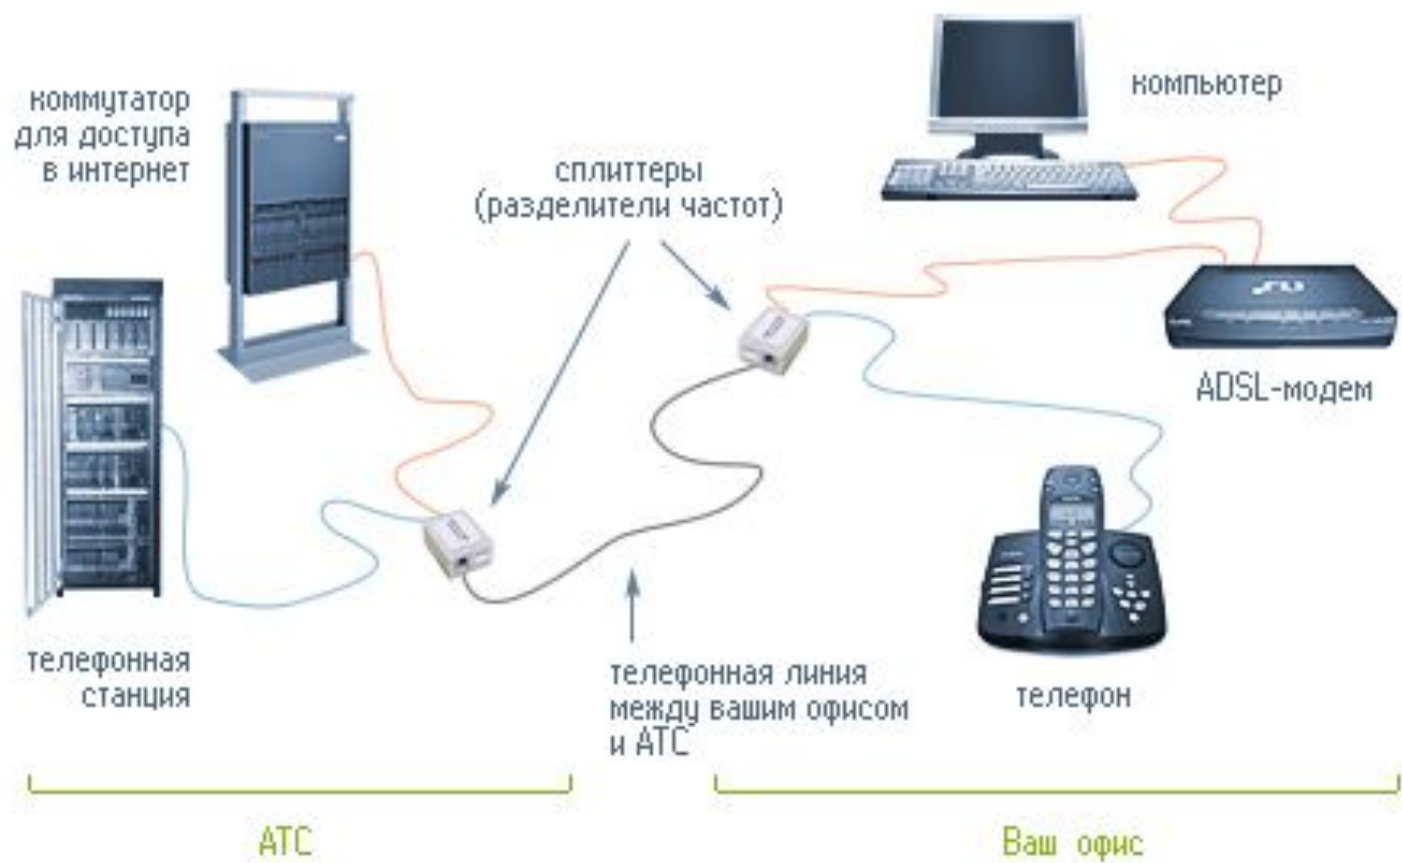 коммутатор
для доступа
в интернет
сплиттеры
(разделители частот)
компьютер
ADSL-модем
телефонная
станция
телефонная линия
между вашим офисом
и АТС
телефон
АТС
Ваш офис